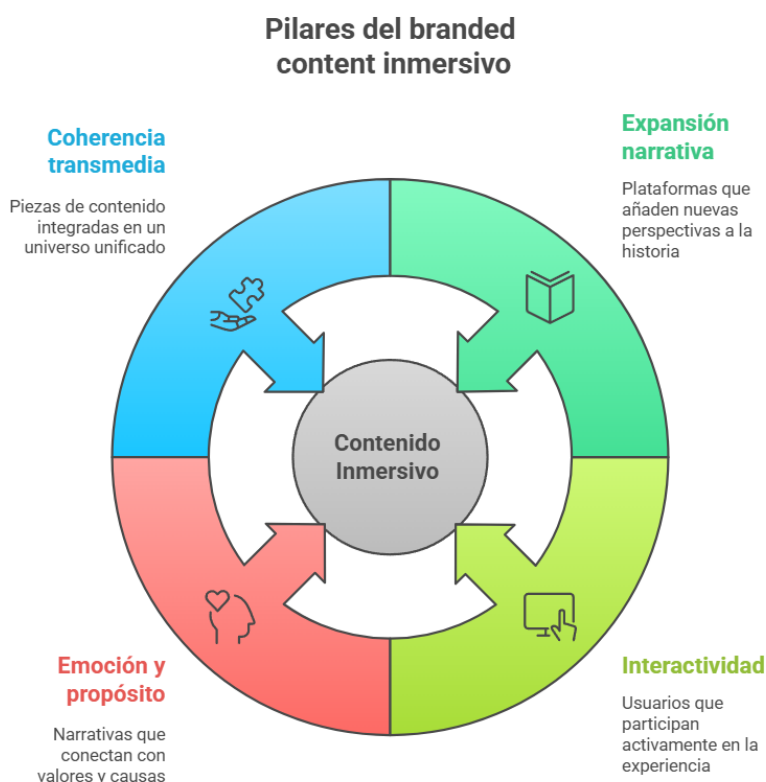 Pilares del branded
content inmersivo
Coherencia
transmedia
Piezas de contenido
integradas en un
universo unificado
Expansión
narrativa
Plataformas que
añaden nuevas
perspectivas a la
historia
Contenido
Inmersivo
Emoción y
propósito
Narrativas que
conectan con
valores y causas
Interactividad
Usuarios que
participan
activamente en la
experiencia